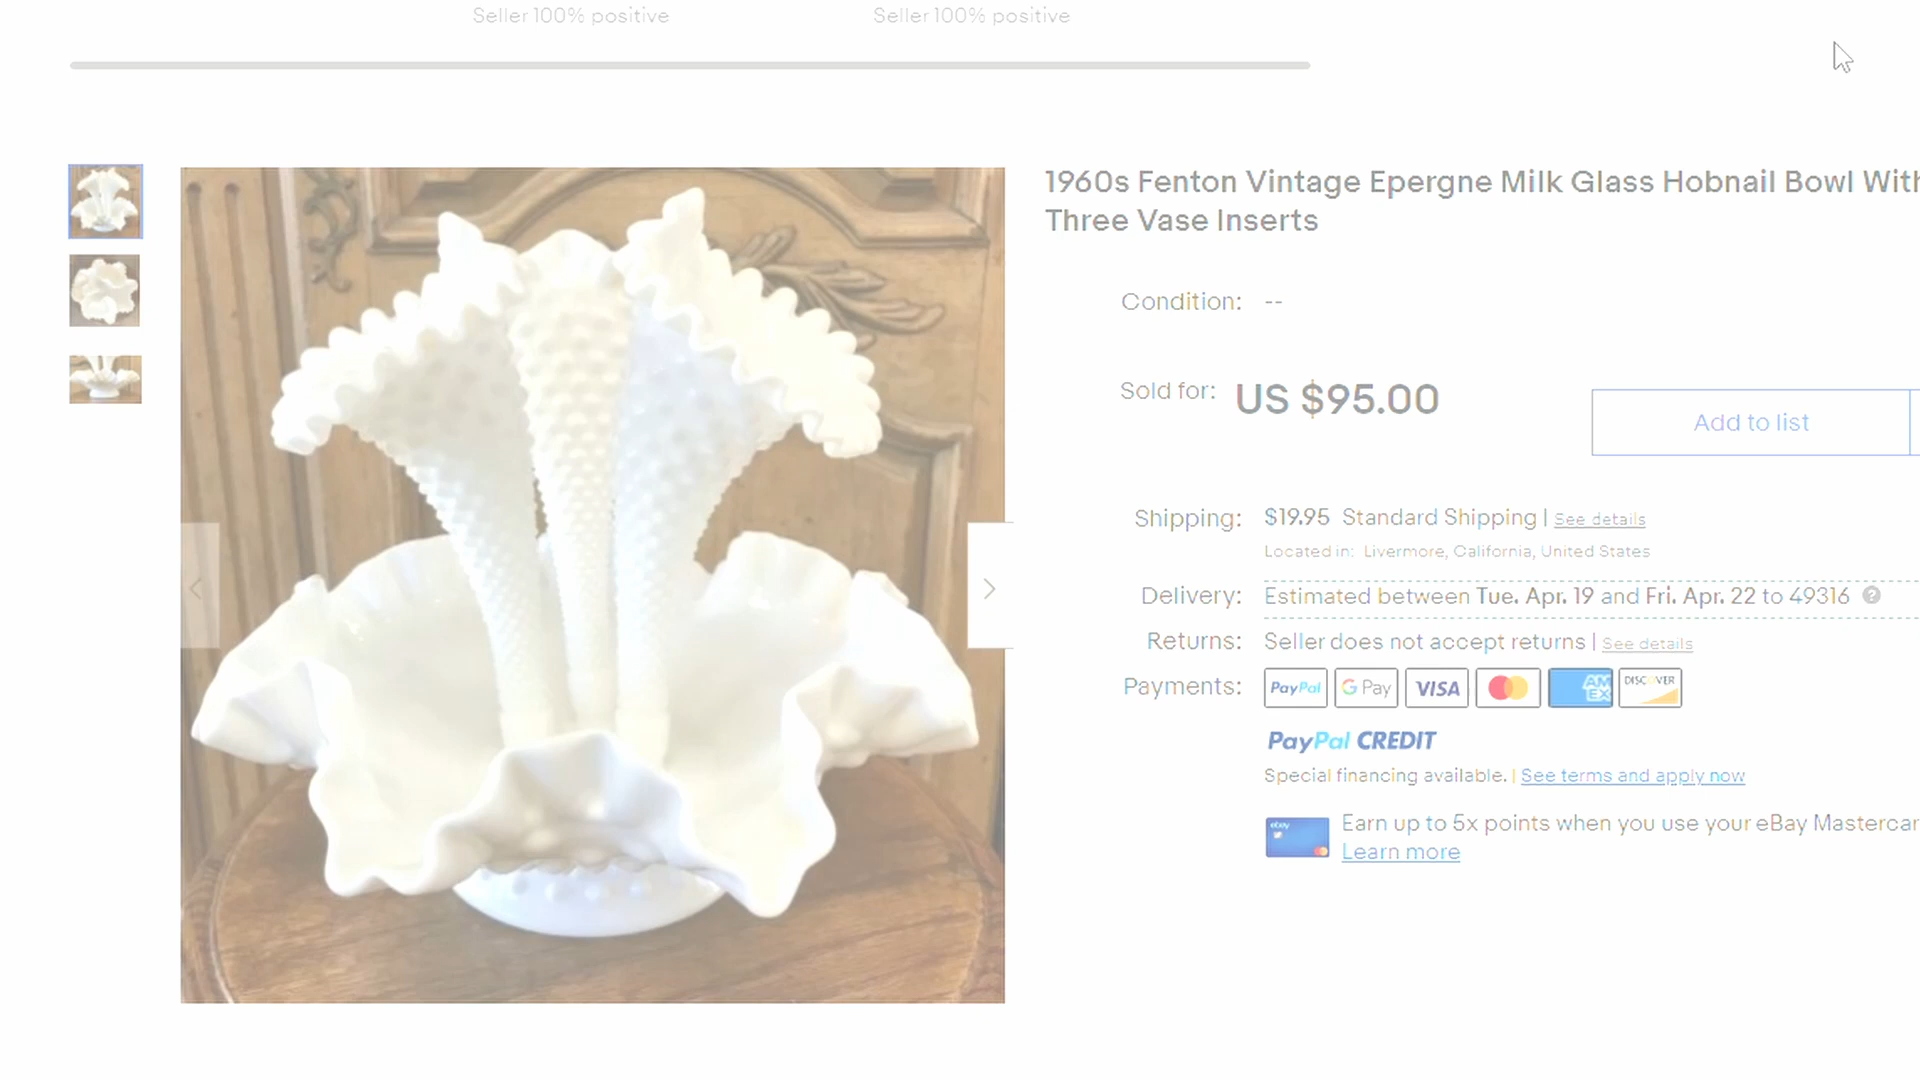 Seller 100% positive
Seller 100% positive
1960s Fenton Vintage Epergne Milk Glass Hobnail Bowl With
Three Vase Inserts
Condition: --
Sold for: US $95.00
Add to list
Shipping: $19.95 Standard Shipping | See details
Located in: Livermore, California, United States
Delivery: Estimated between Tue. Apr. 19 and Fri. Apr. 22 to 49316 ?
Returns: Seller does not accept returns | See details
Payments: PayPal G Pay VISA AM EX DISCOVER
PayPal CREDIT
Special financing available. | See terms and apply now
ebay
Earn up to 5x points when you use your eBay Mastercar
Learn more